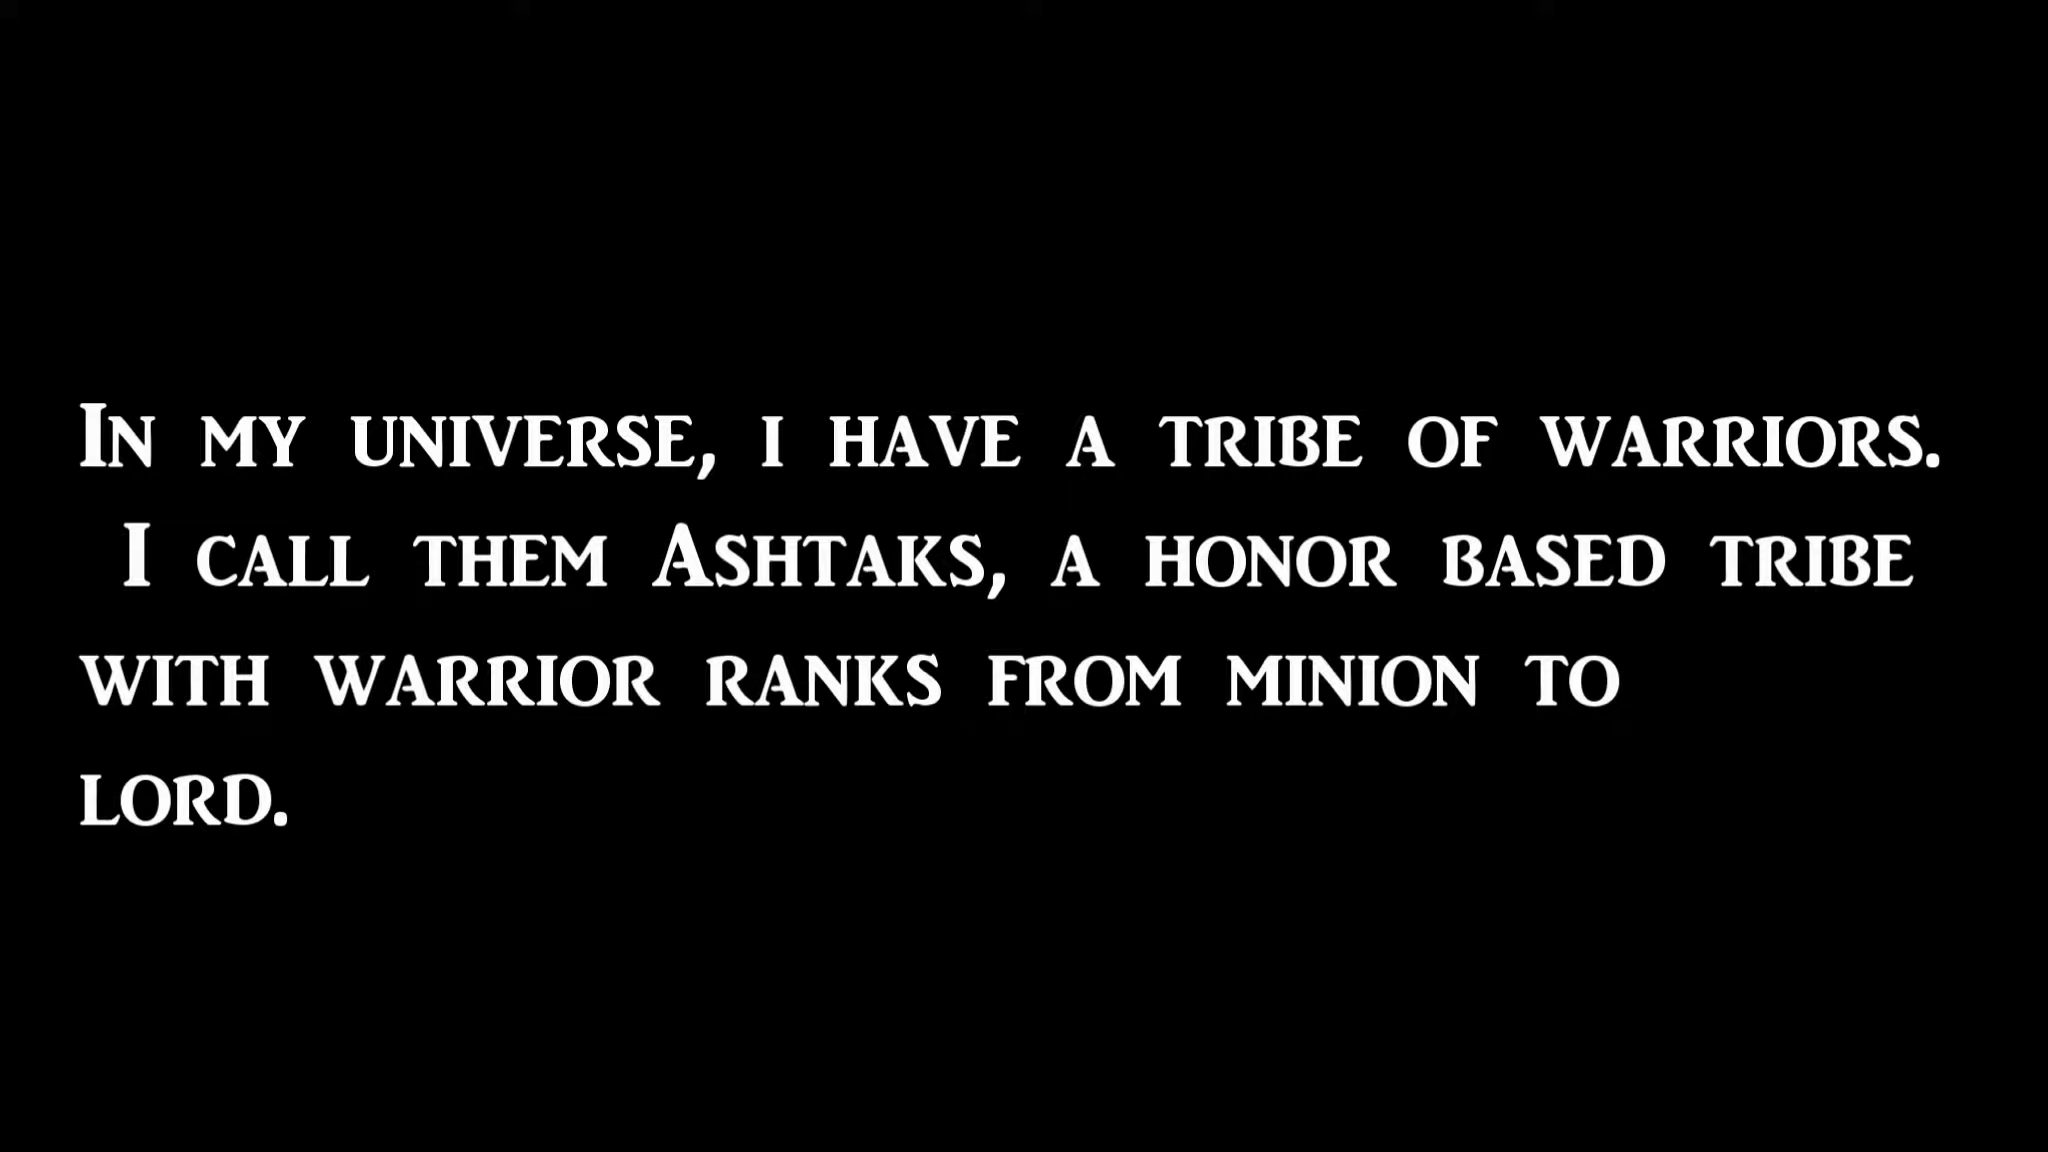 In my universe, i have a tribe of warriors.
I call them Ashtaks, a honor based tribe
with warrior ranks from minion to
lord.